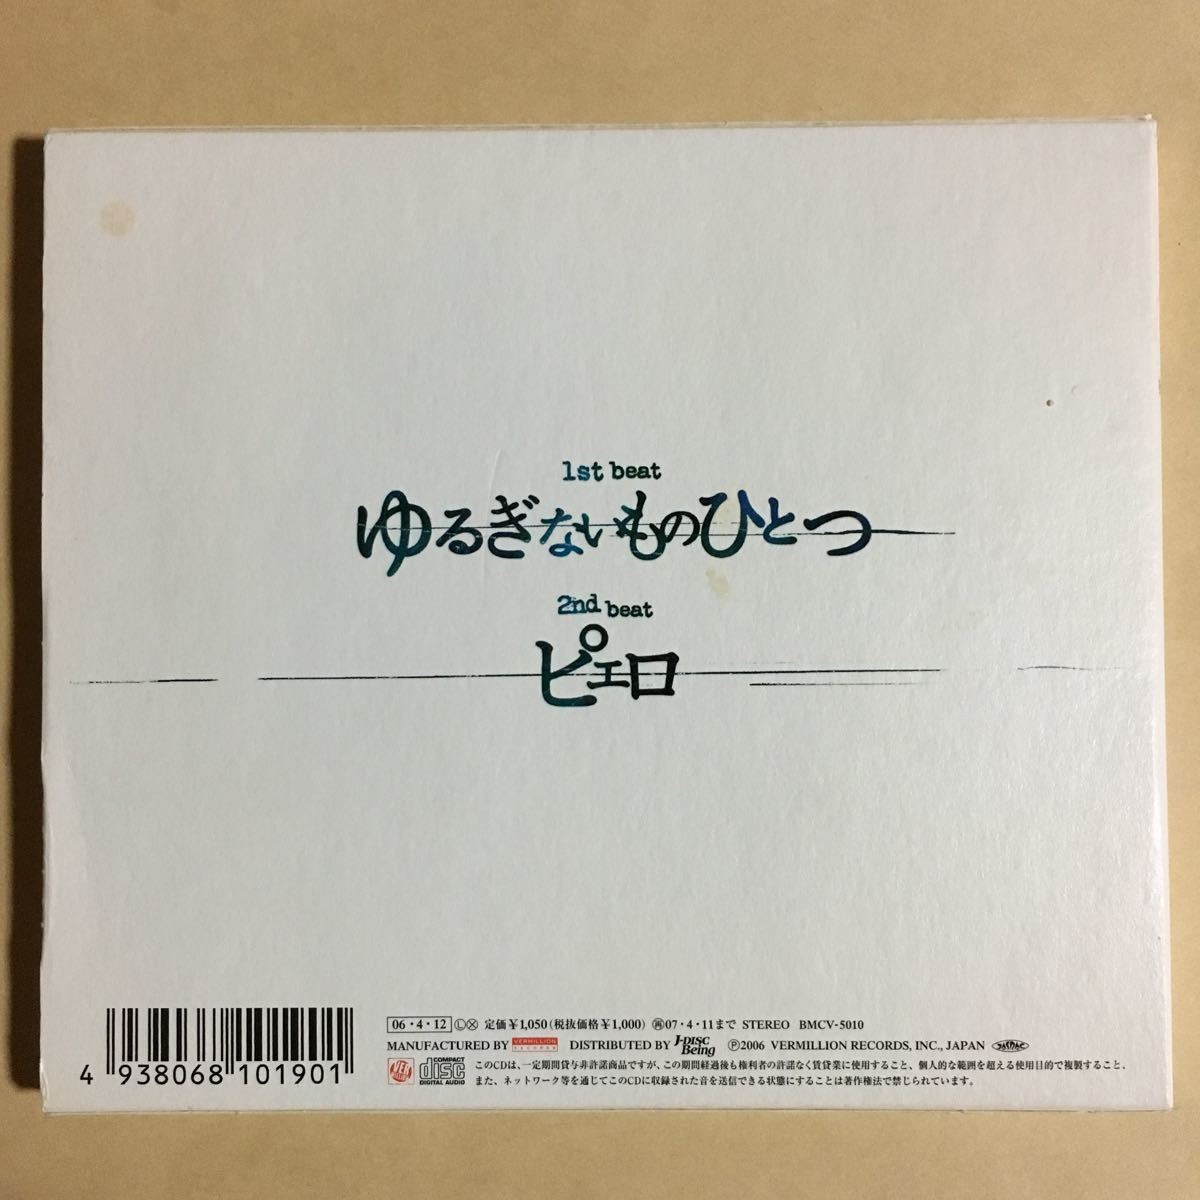 1st beat
ゆるぎないものひとつ
2nd beat
ピエロ
06・4・12 Ⓛ 定価￥1,050(税抜価格￥1,000) ㊢07・4・11まで STEREO BMCV-5010
MANUFACTURED BY VERMILLION RECORDS DISTRIBUTED BY J-DISC Being Ⓟ2006 VERMILLION RECORDS, INC., JAPAN JASRAC
4 938068 101901
COMPACT disc DIGITAL AUDIO
このCDは、一定期間貸与非許諾商品ですが、この期間経過後も権利者の許諾なく賃貸業に使用すること、個人的な範囲を超える使用目的で複製すること、
また、ネットワーク等を通じてこのCDに収録された音を送信できる状態にすることは著作権法で禁じられています。